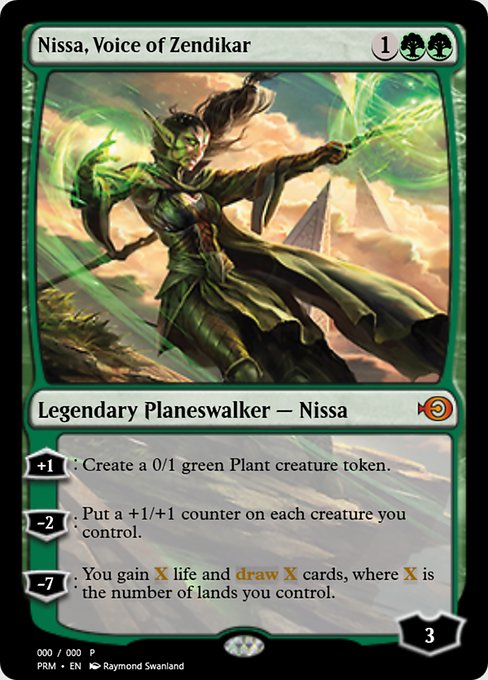 Nissa, Voice of Zendikar 1
Legendary Planeswalker — Nissa
+1 : Create a 0/1 green Plant creature token.
-2 : Put a +1/+1 counter on each creature you
control.
-7 : You gain X life and draw X cards, where X is
the number of lands you control.
3
000 / 000 P
PRM • EN Raymond Swanland